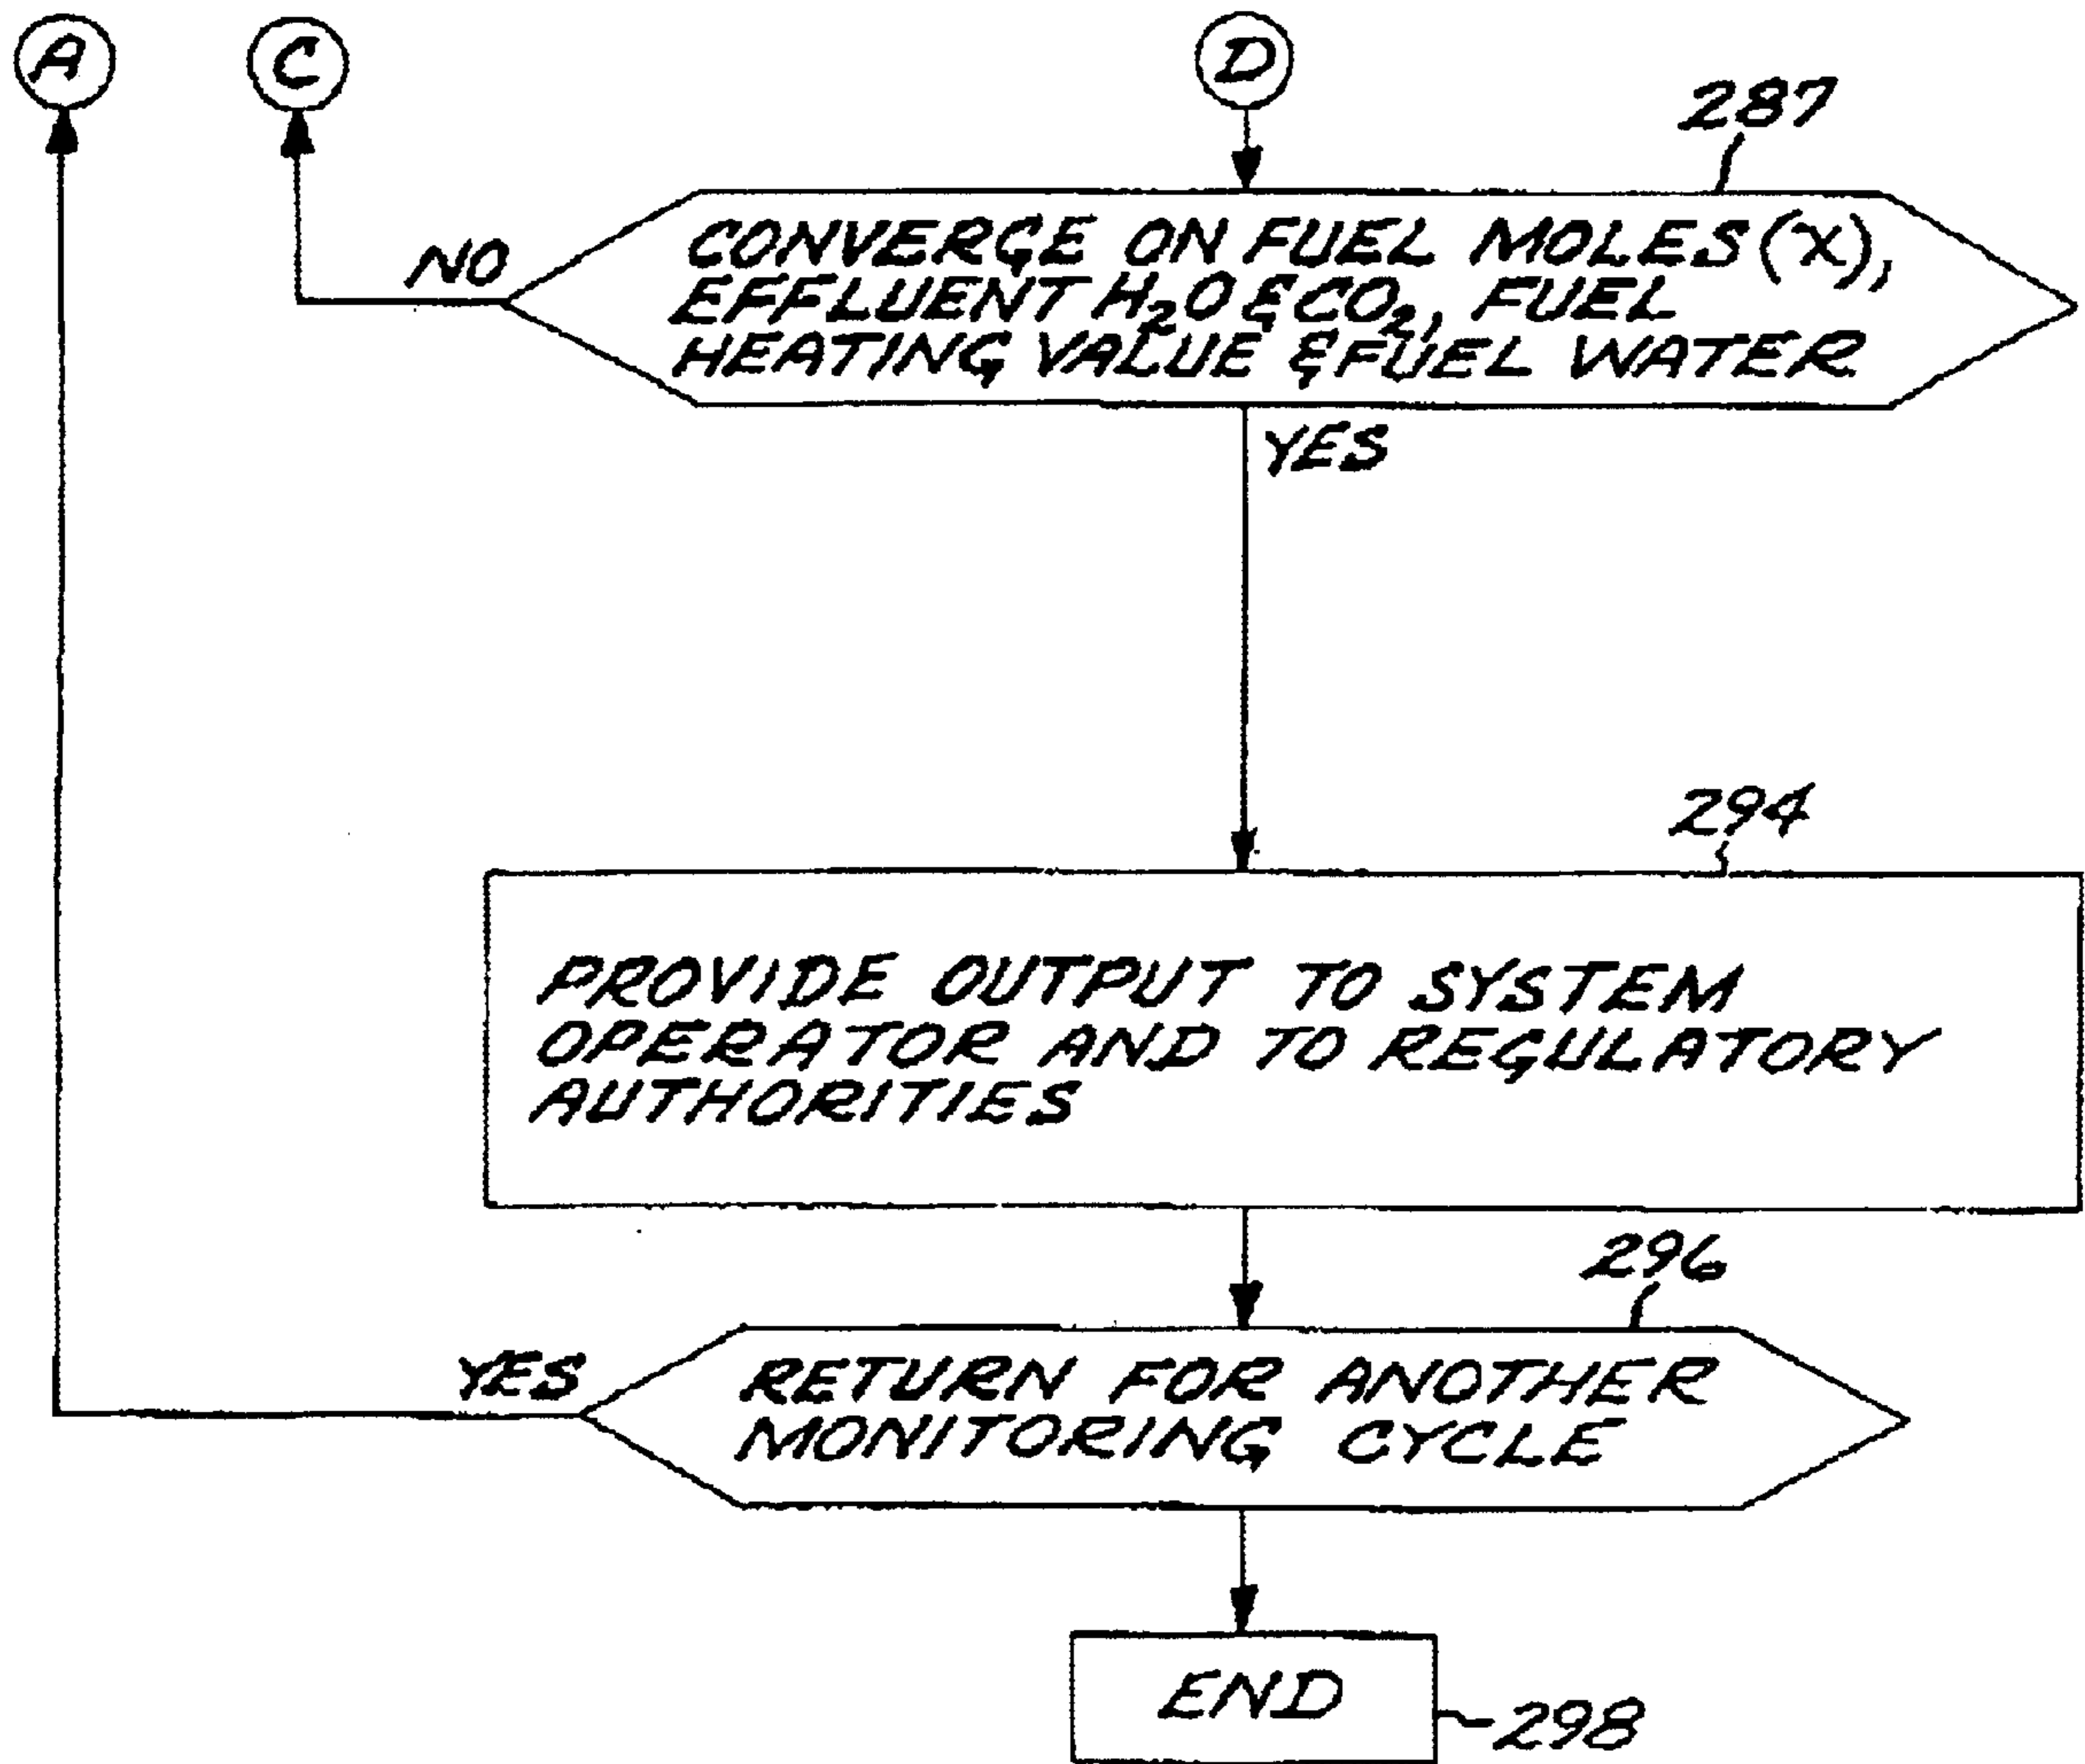 A
C
D
287
NO
CONVERGE ON FUEL MOLES (X),
EFFLUENT H₂O & CO₂, FUEL
HEATING VALUE & FUEL WATER
YES
294
PROVIDE OUTPUT TO SYSTEM
OPERATOR AND TO REGULATORY
AUTHORITIES
296
YES
RETURN FOR ANOTHER
MONITORING CYCLE
END
298